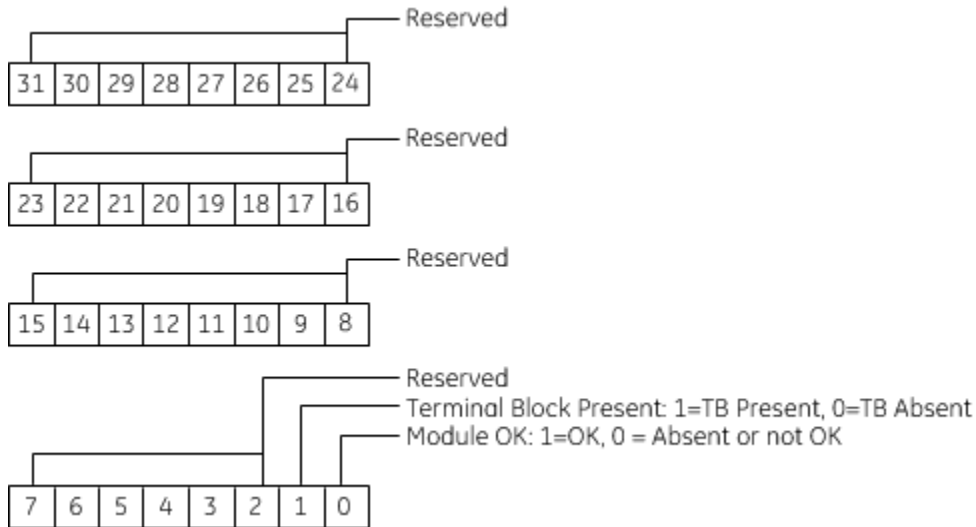 Reserved
31 30 29 28 27 26 25 24
Reserved
23 22 21 20 19 18 17 16
Reserved
15 14 13 12 11 10 9 8
Reserved
Terminal Block Present: 1=TB Present, 0=TB Absent
Module OK: 1=OK, 0 = Absent or not OK
7 6 5 4 3 2 1 0